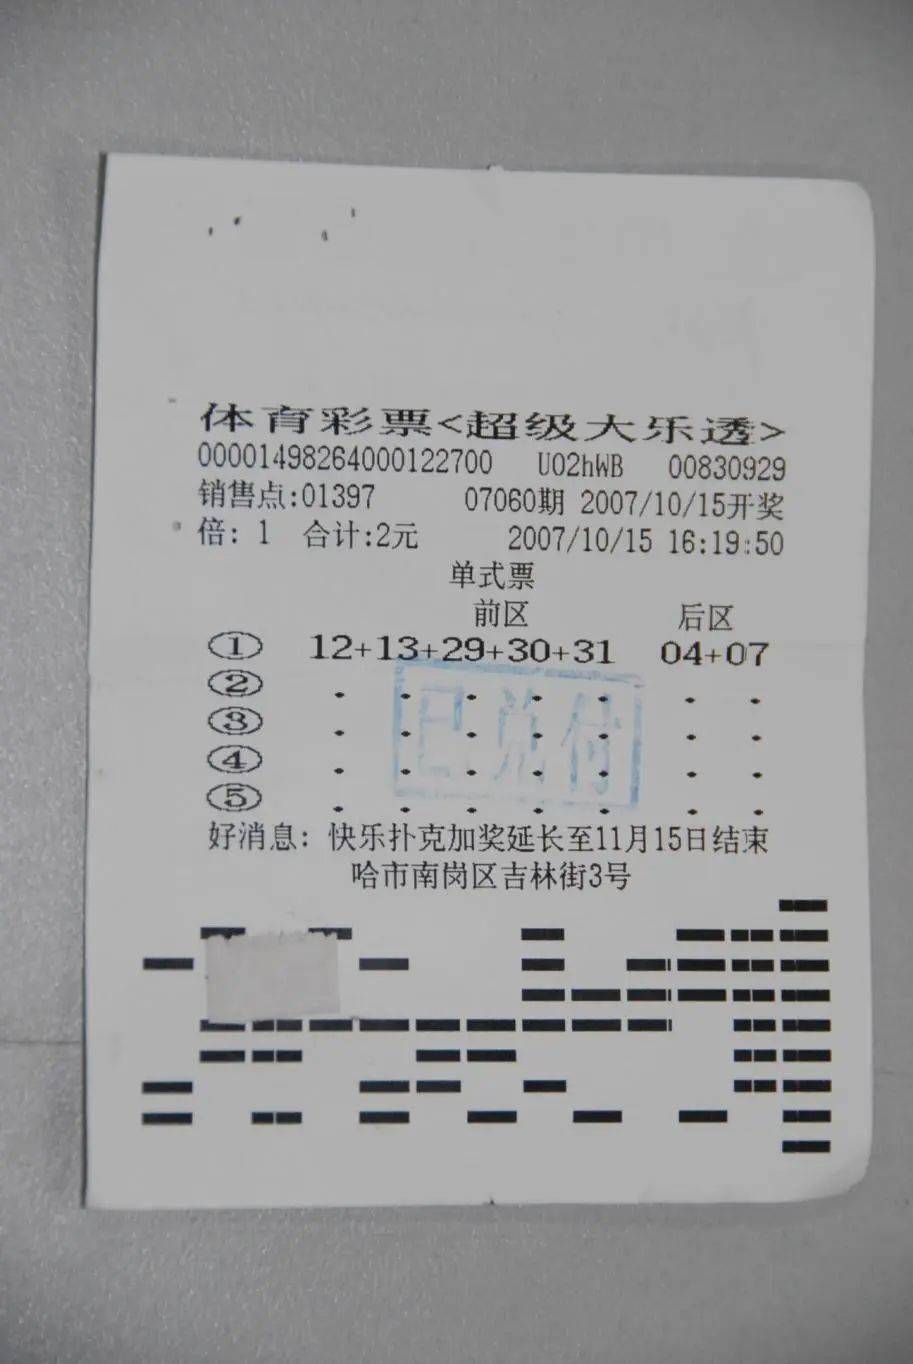 体育彩票<超级大乐透>
00001498264000122700 U02hWB 00830929
销售点:01397 07060期 2007/10/15开奖
倍: 1 合计:2元 2007/10/15 16:19:50
单式票
前区 后区
① 12+13+29+30+31 04+07
②
③
④
⑤
已兑付
好消息: 快乐扑克加奖延长至11月15日结束
哈市南岗区吉林街3号